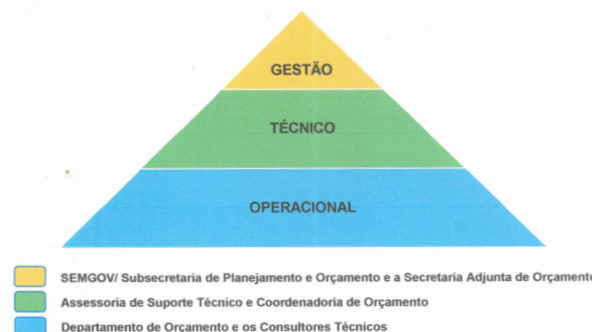 GESTÃO
TÉCNICO
OPERACIONAL
SEMGOV/ Subsecretaria de Planejamento e Orçamento e a Secretaria Adjunta de Orçamento
Assessoria de Suporte Técnico e Coordenadoria de Orçamento
Departamento de Orçamento e os Consultores Técnicos